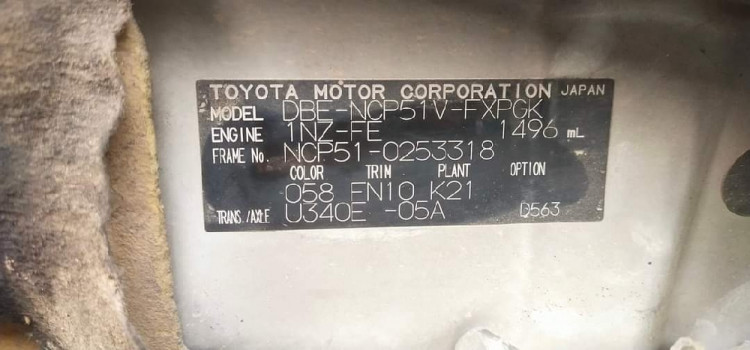 TOYOTA MOTOR CORPORATION JAPAN
MODEL DBE-NCP51V-FXPGK
ENGINE 1NZ-FE 1496 mL
FRAME No. NCP51-0253318
COLOR TRIM PLANT OPTION
058 FN10 K21
TRANS./AXLE U340E -05A D563